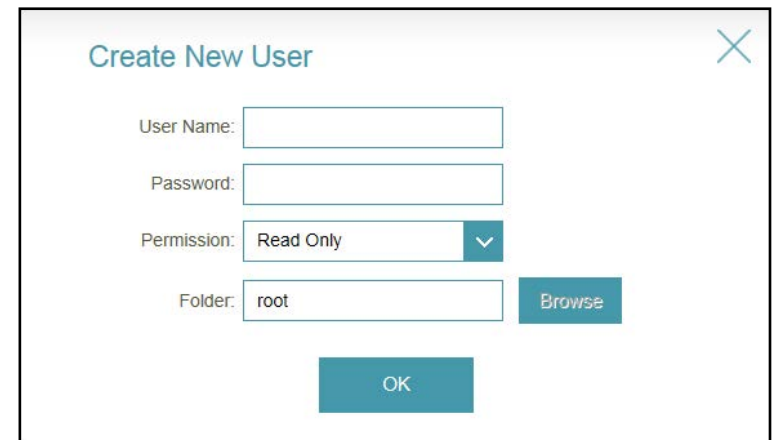 Create New User
User Name:
Password:
Permission: Read Only
Folder: root Browse
OK